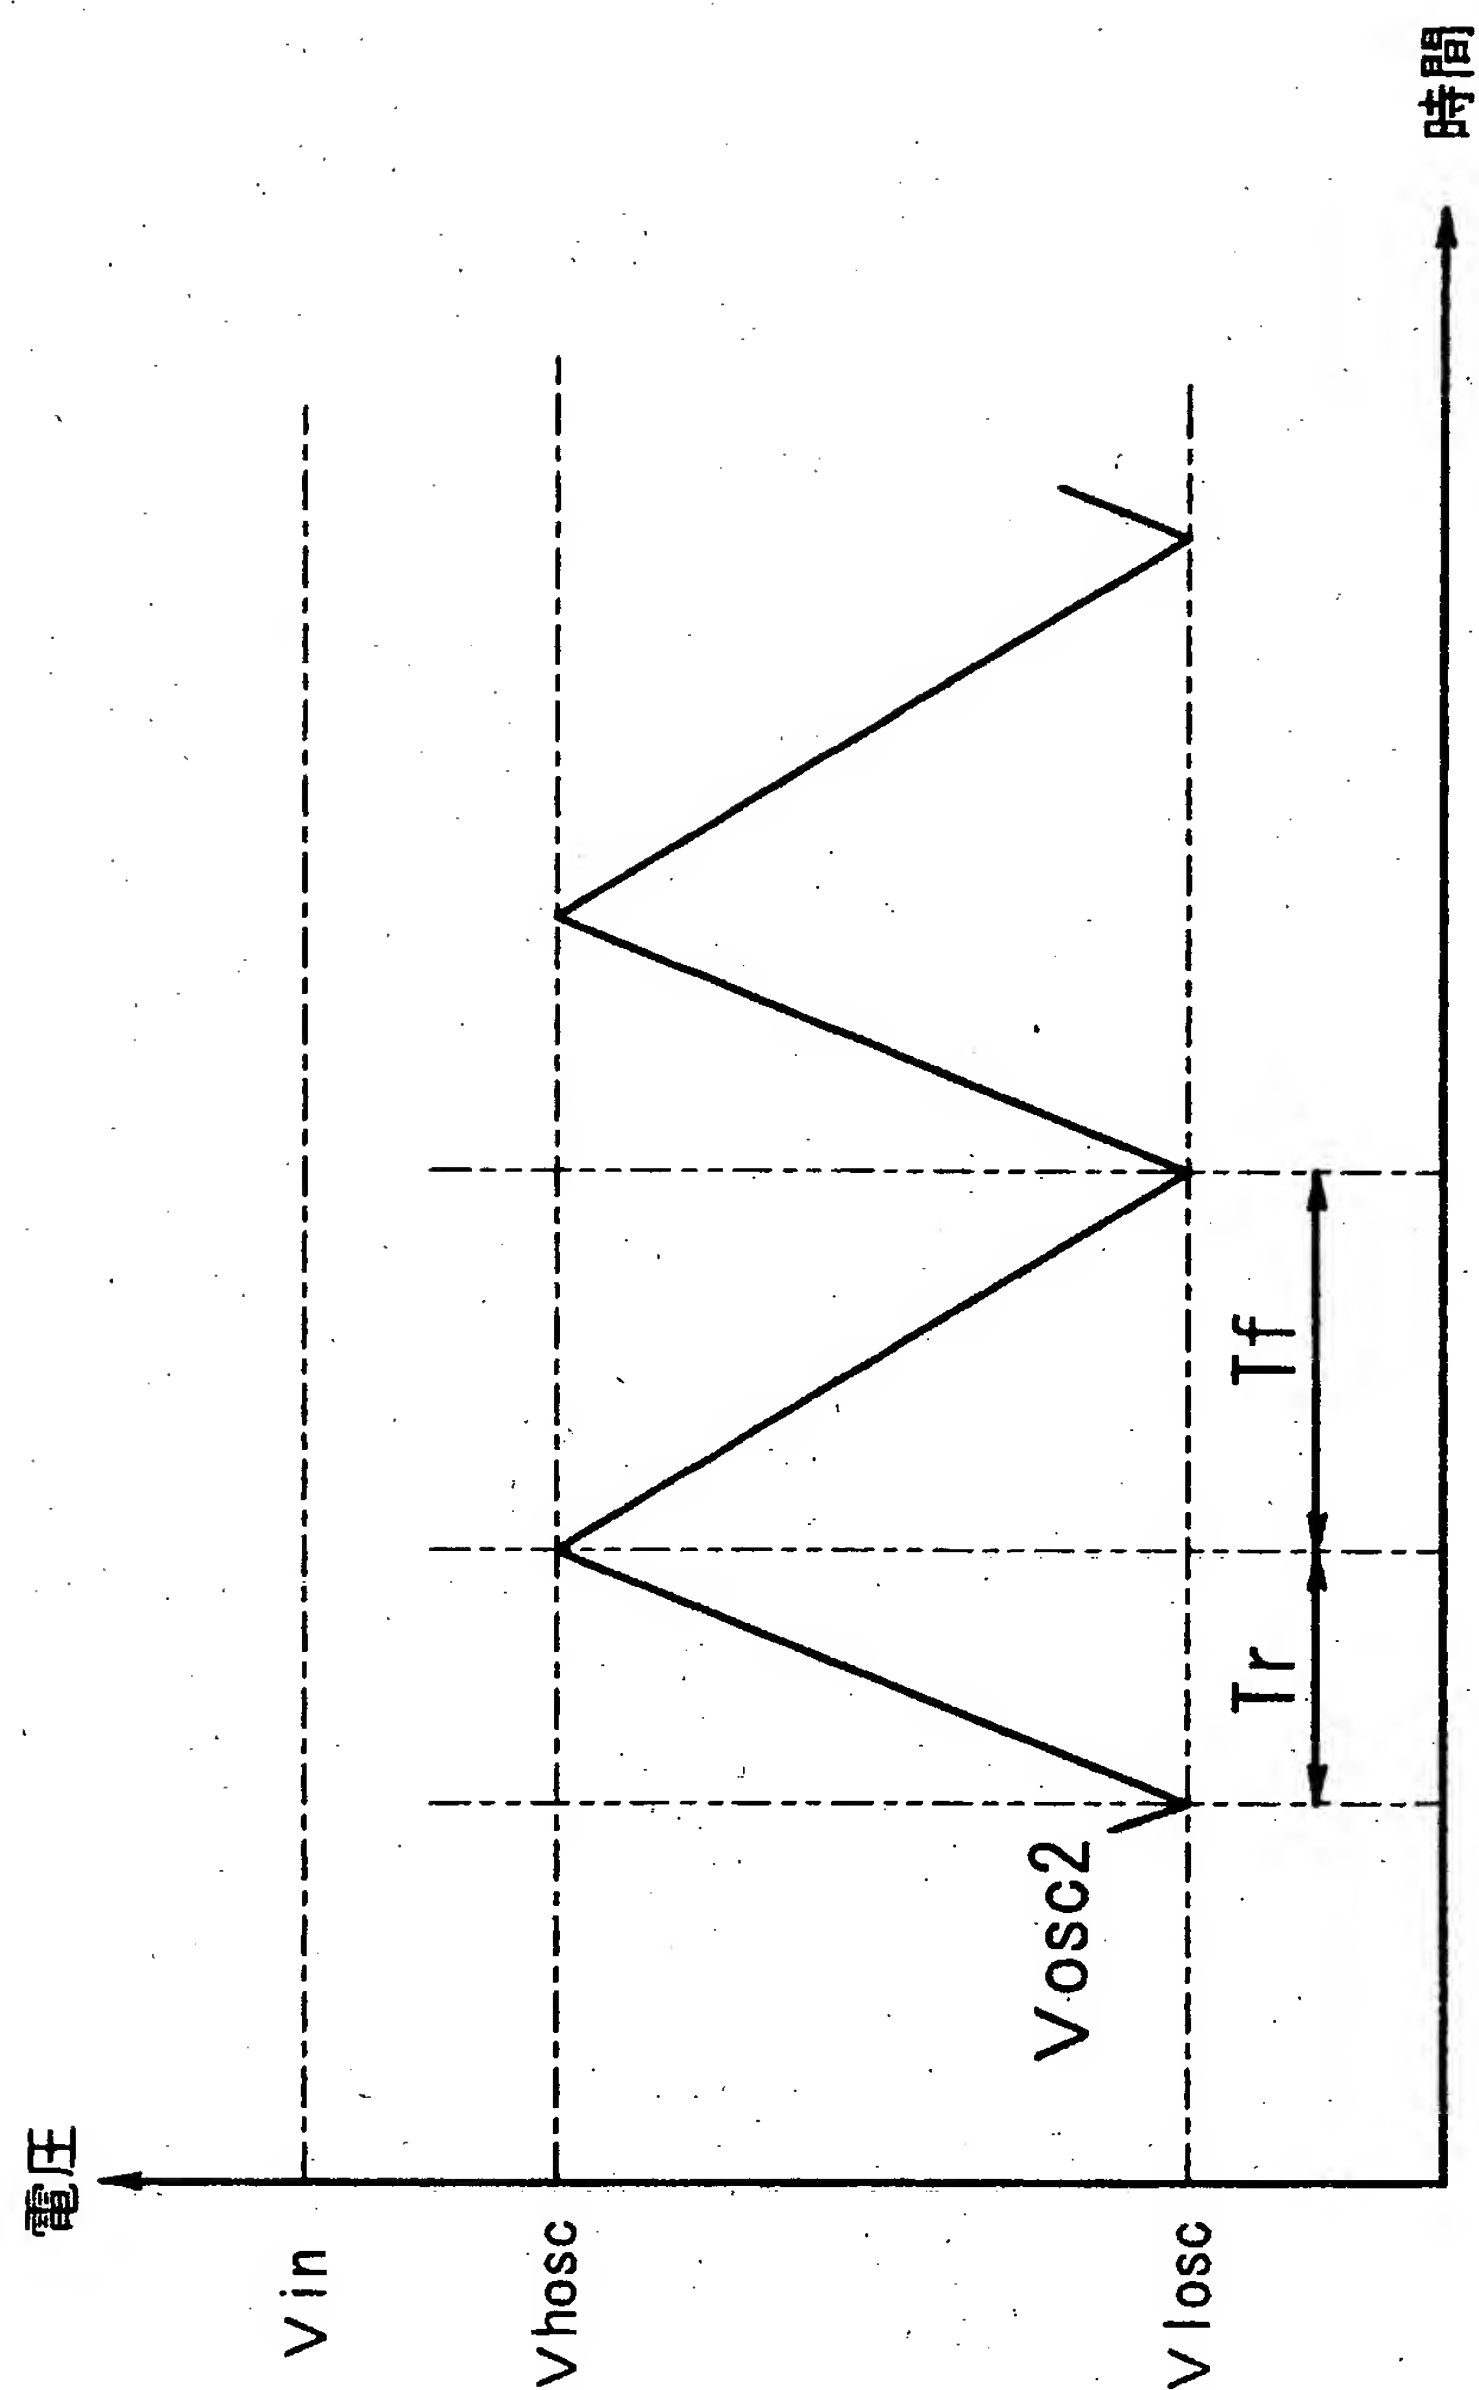 電圧
Vin
Vhosc
Vosc2
Vlosc
Tr
Tf
時間